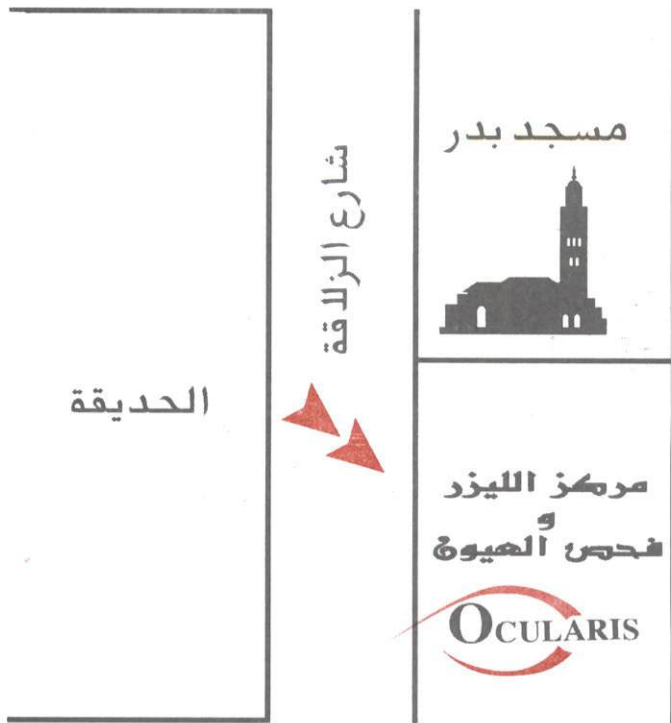 مسجد بدر
شارع الزلاقة
الحديقة
مركز الليزر
و
فحص العيون
OCULARIS